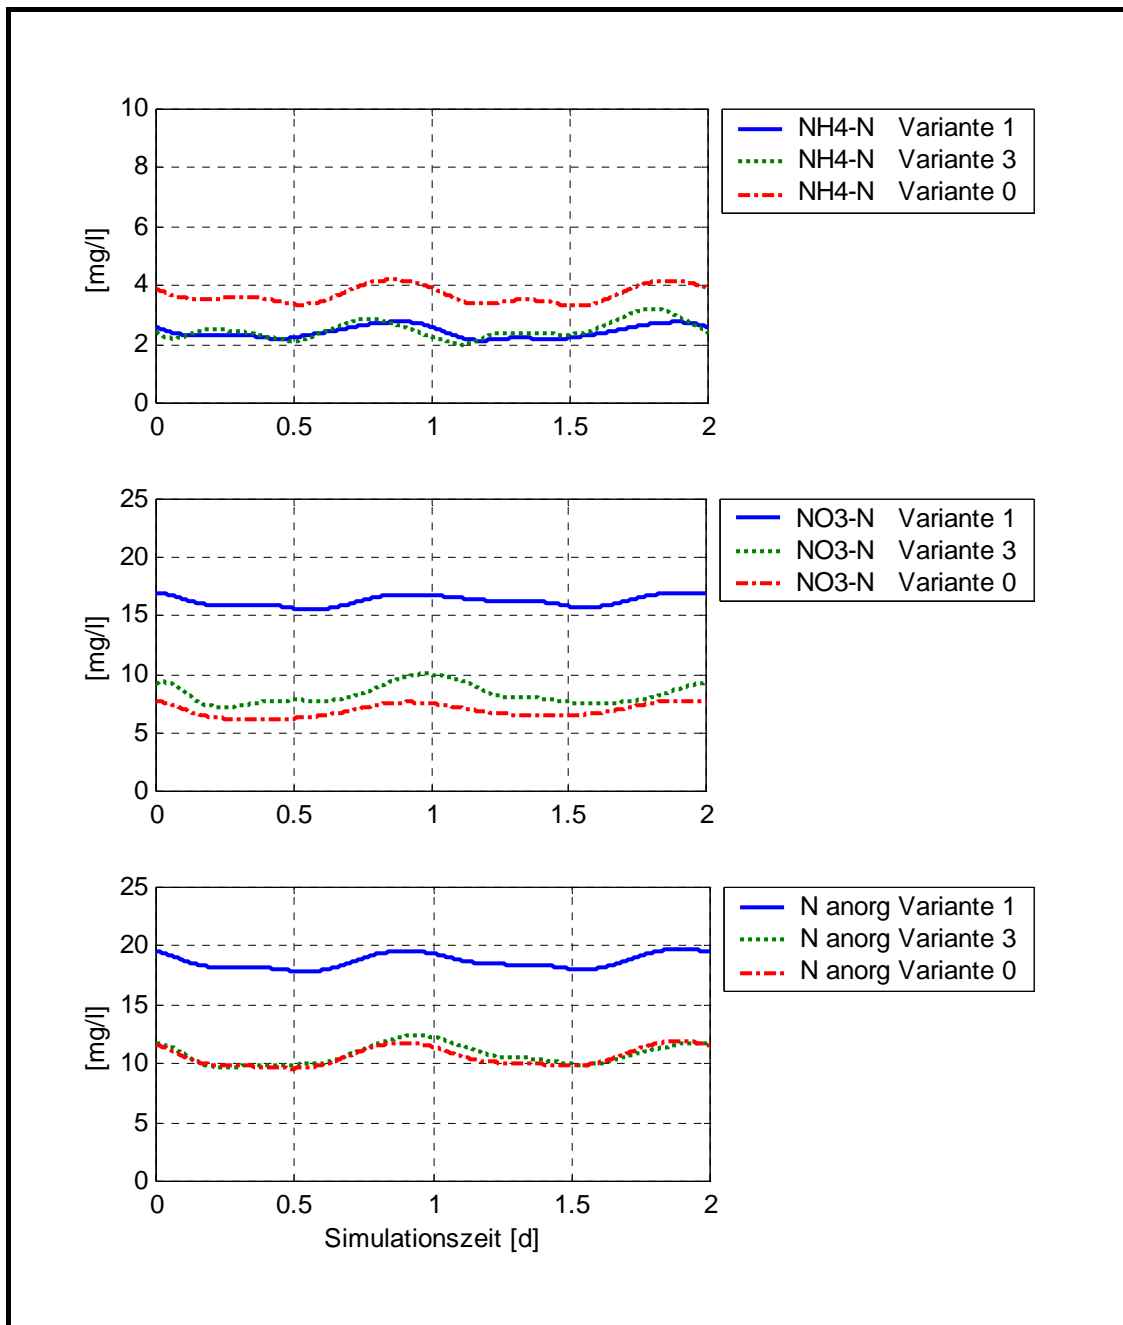 10
8
6
4
2
0
[mg/l]
0 0.5 1 1.5 2
NH4-N Variante 1
NH4-N Variante 3
NH4-N Variante 0
25
20
15
10
5
0
[mg/l]
0 0.5 1 1.5 2
NO3-N Variante 1
NO3-N Variante 3
NO3-N Variante 0
25
20
15
10
5
0
[mg/l]
0 0.5 1 1.5 2
Simulationszeit [d]
N anorg Variante 1
N anorg Variante 3
N anorg Variante 0